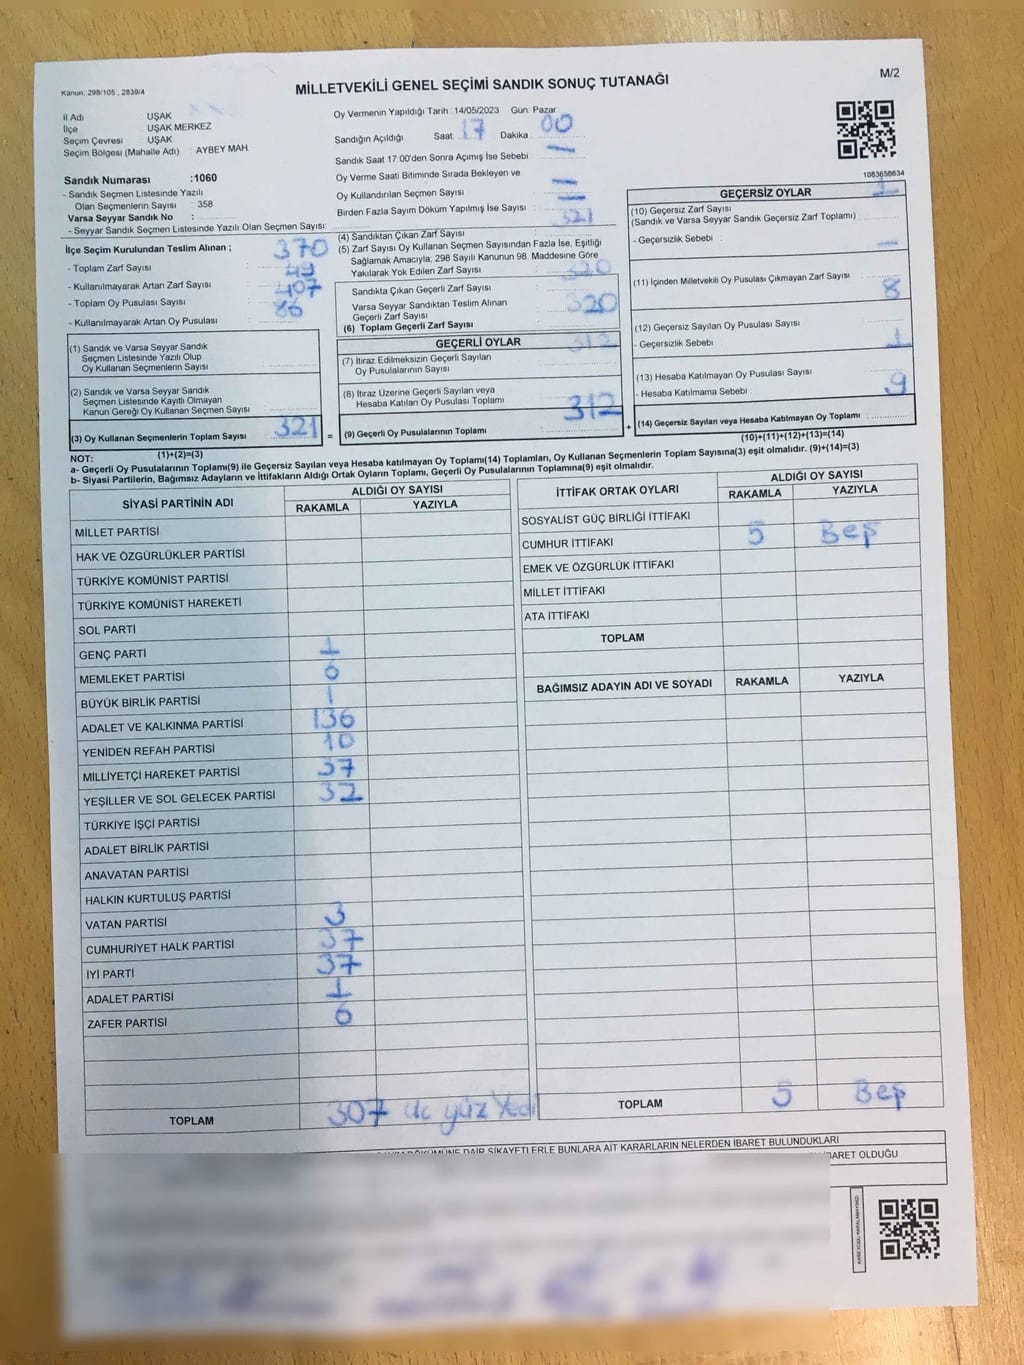 M/2
Kanun. 298/105 , 2839/4
MİLLETVEKİLİ GENEL SEÇİMİ SANDIK SONUÇ TUTANAĞI
İl Adı UŞAK
İlçe UŞAK MERKEZ
Seçim Çevresi UŞAK
Seçim Bölgesi (Mahalle Adı) AYBEY MAH.
Sandık Numarası :1060
- Sandık Seçmen Listesinde Yazılı
Olan Seçmenlerin Sayısı : 358
Varsa Seyyar Sandık No :
- Seyyar Sandık Seçmen Listesinde Yazılı Olan Seçmen Sayısı:
Oy Vermenin Yapıldığı Tarih : 14/05/2023 Gün: Pazar
Sandığın Açıldığı Saat 17 Dakika : 00
Sandık Saat 17 00'den Sonra Açımış İse Sebebi : —
Oy Verme Saati Bitiminde Sırada Bekleyen ve
Oy Kullandırılan Seçmen Sayısı : —
Birden Fazla Sayım Döküm Yapılmış İse Sayısı : —
İlçe Seçim Kurulundan Teslim Alınan ;
- Toplam Zarf Sayısı : 370
- Kullanılmayarak Artan Zarf Sayısı : 49
- Toplam Oy Pusulası Sayısı : 407
- Kullanılmayarak Artan Oy Pusulası : 86
(4) Sandıktan Çıkan Zarf Sayısı : 321
(5) Zarf Sayısı Oy Kullanan Seçmen Sayısından Fazla İse, Eşitliği
Sağlamak Amacıyla, 298 Sayılı Kanunun 98. Maddesine Göre
Yakılarak Yok Edilen Zarf Sayısı :
Sandıkta Çıkan Geçerli Zarf Sayısı : 320
Varsa Seyyar Sandıktan Teslim Alınan
Geçerli Zarf Sayısı :
(6) Toplam Geçerli Zarf Sayısı : 320
1083656634
GEÇERSİZ OYLAR
(10) Geçersiz Zarf Sayısı 1
(Sandık ve Varsa Seyyar Sandık Geçersiz Zarf Toplamı) :
- Geçersizlik Sebebi :
(11) İçinden Milletvekili Oy Pusulası Çıkmayan Zarf Sayısı : —
(12) Geçersiz Sayılan Oy Pusulası Sayısı : 8
- Geçersizlik Sebebi :
(13) Hesaba Katılmayan Oy Pusulası Sayısı :
- Hesaba Katılmama Sebebi :
(14) Geçersiz Sayılan veya Hesaba Katılmayan Oy Toplamı : 9
(10)+(11)+(12)+(13)=(14)
(1) Sandık ve Varsa Seyyar Sandık
Seçmen Listesinde Yazılı Olup
Oy Kullanan Seçmenlerin Sayısı :
(2) Sandık ve Varsa Seyyar Sandık
Seçmen Listesinde Kayıtlı Olmayan
Kanun Gereği Oy Kullanan Seçmen Sayısı :
(3) Oy Kullanan Seçmenlerin Toplam Sayısı : 321 =
(1)+(2)=(3)
GEÇERLİ OYLAR
(7) İtiraz Edilmeksizin Geçerli Sayılan
Oy Pusulalarının Sayısı : 312
(8) İtiraz Üzerine Geçerli Sayılan veya
Hesaba Katılan Oy Pusulası Toplamı :
(9) Geçerli Oy Pusulalarının Toplamı : 312 +
NOT:
a- Geçerli Oy Pusulalarının Toplamı(9) ile Geçersiz Sayılan veya Hesaba katılmayan Oy Toplamı(14) Toplamları, Oy Kullanan Seçmenlerin Toplam Sayısına(3) eşit olmalıdır. (9)+(14)=(3)
b- Siyasi Partilerin, Bağımsız Adayların ve İttifakların Aldığı Ortak Oyların Toplamı, Geçerli Oy Pusulalarının Toplamına(9) eşit olmalıdır.
SİYASİ PARTİNİN ADI ALDIĞI OY SAYISI
RAKAMLA YAZIYLA
MİLLET PARTİSİ
HAK VE ÖZGÜRLÜKLER PARTİSİ
TÜRKİYE KOMÜNİST PARTİSİ
TÜRKİYE KOMÜNİST HAREKETİ
SOL PARTİ
GENÇ PARTİ 1
MEMLEKET PARTİSİ 6
BÜYÜK BİRLİK PARTİSİ 1
ADALET VE KALKINMA PARTİSİ 136
YENİDEN REFAH PARTİSİ 10
MİLLİYETÇİ HAREKET PARTİSİ 37
YEŞİLLER VE SOL GELECEK PARTİSİ 32
TÜRKİYE İŞÇİ PARTİSİ
ADALET BİRLİK PARTİSİ
ANAVATAN PARTİSİ
HALKIN KURTULUŞ PARTİSİ
VATAN PARTİSİ 3
CUMHURİYET HALK PARTİSİ 37
İYİ PARTİ 37
ADALET PARTİSİ 1
ZAFER PARTİSİ 6
TOPLAM 307 üç yüz Yedi
İTTİFAK ORTAK OYLARI ALDIĞI OY SAYISI
RAKAMLA YAZIYLA
SOSYALİST GÜÇ BİRLİĞİ İTTİFAKI
CUMHUR İTTİFAKI 5 Beş
EMEK VE ÖZGÜRLÜK İTTİFAKI
MİLLET İTTİFAKI
ATA İTTİFAKI
TOPLAM
BAĞIMSIZ ADAYIN ADI VE SOYADI RAKAMLA YAZIYLA
TOPLAM 5 Beş
DÖKÜMÜNE DAİR ŞİKAYETLERLE BUNLARA AİT KARARLARIN NELERDEN İBARET BULUNDUKLARI
İBARET OLDUĞU